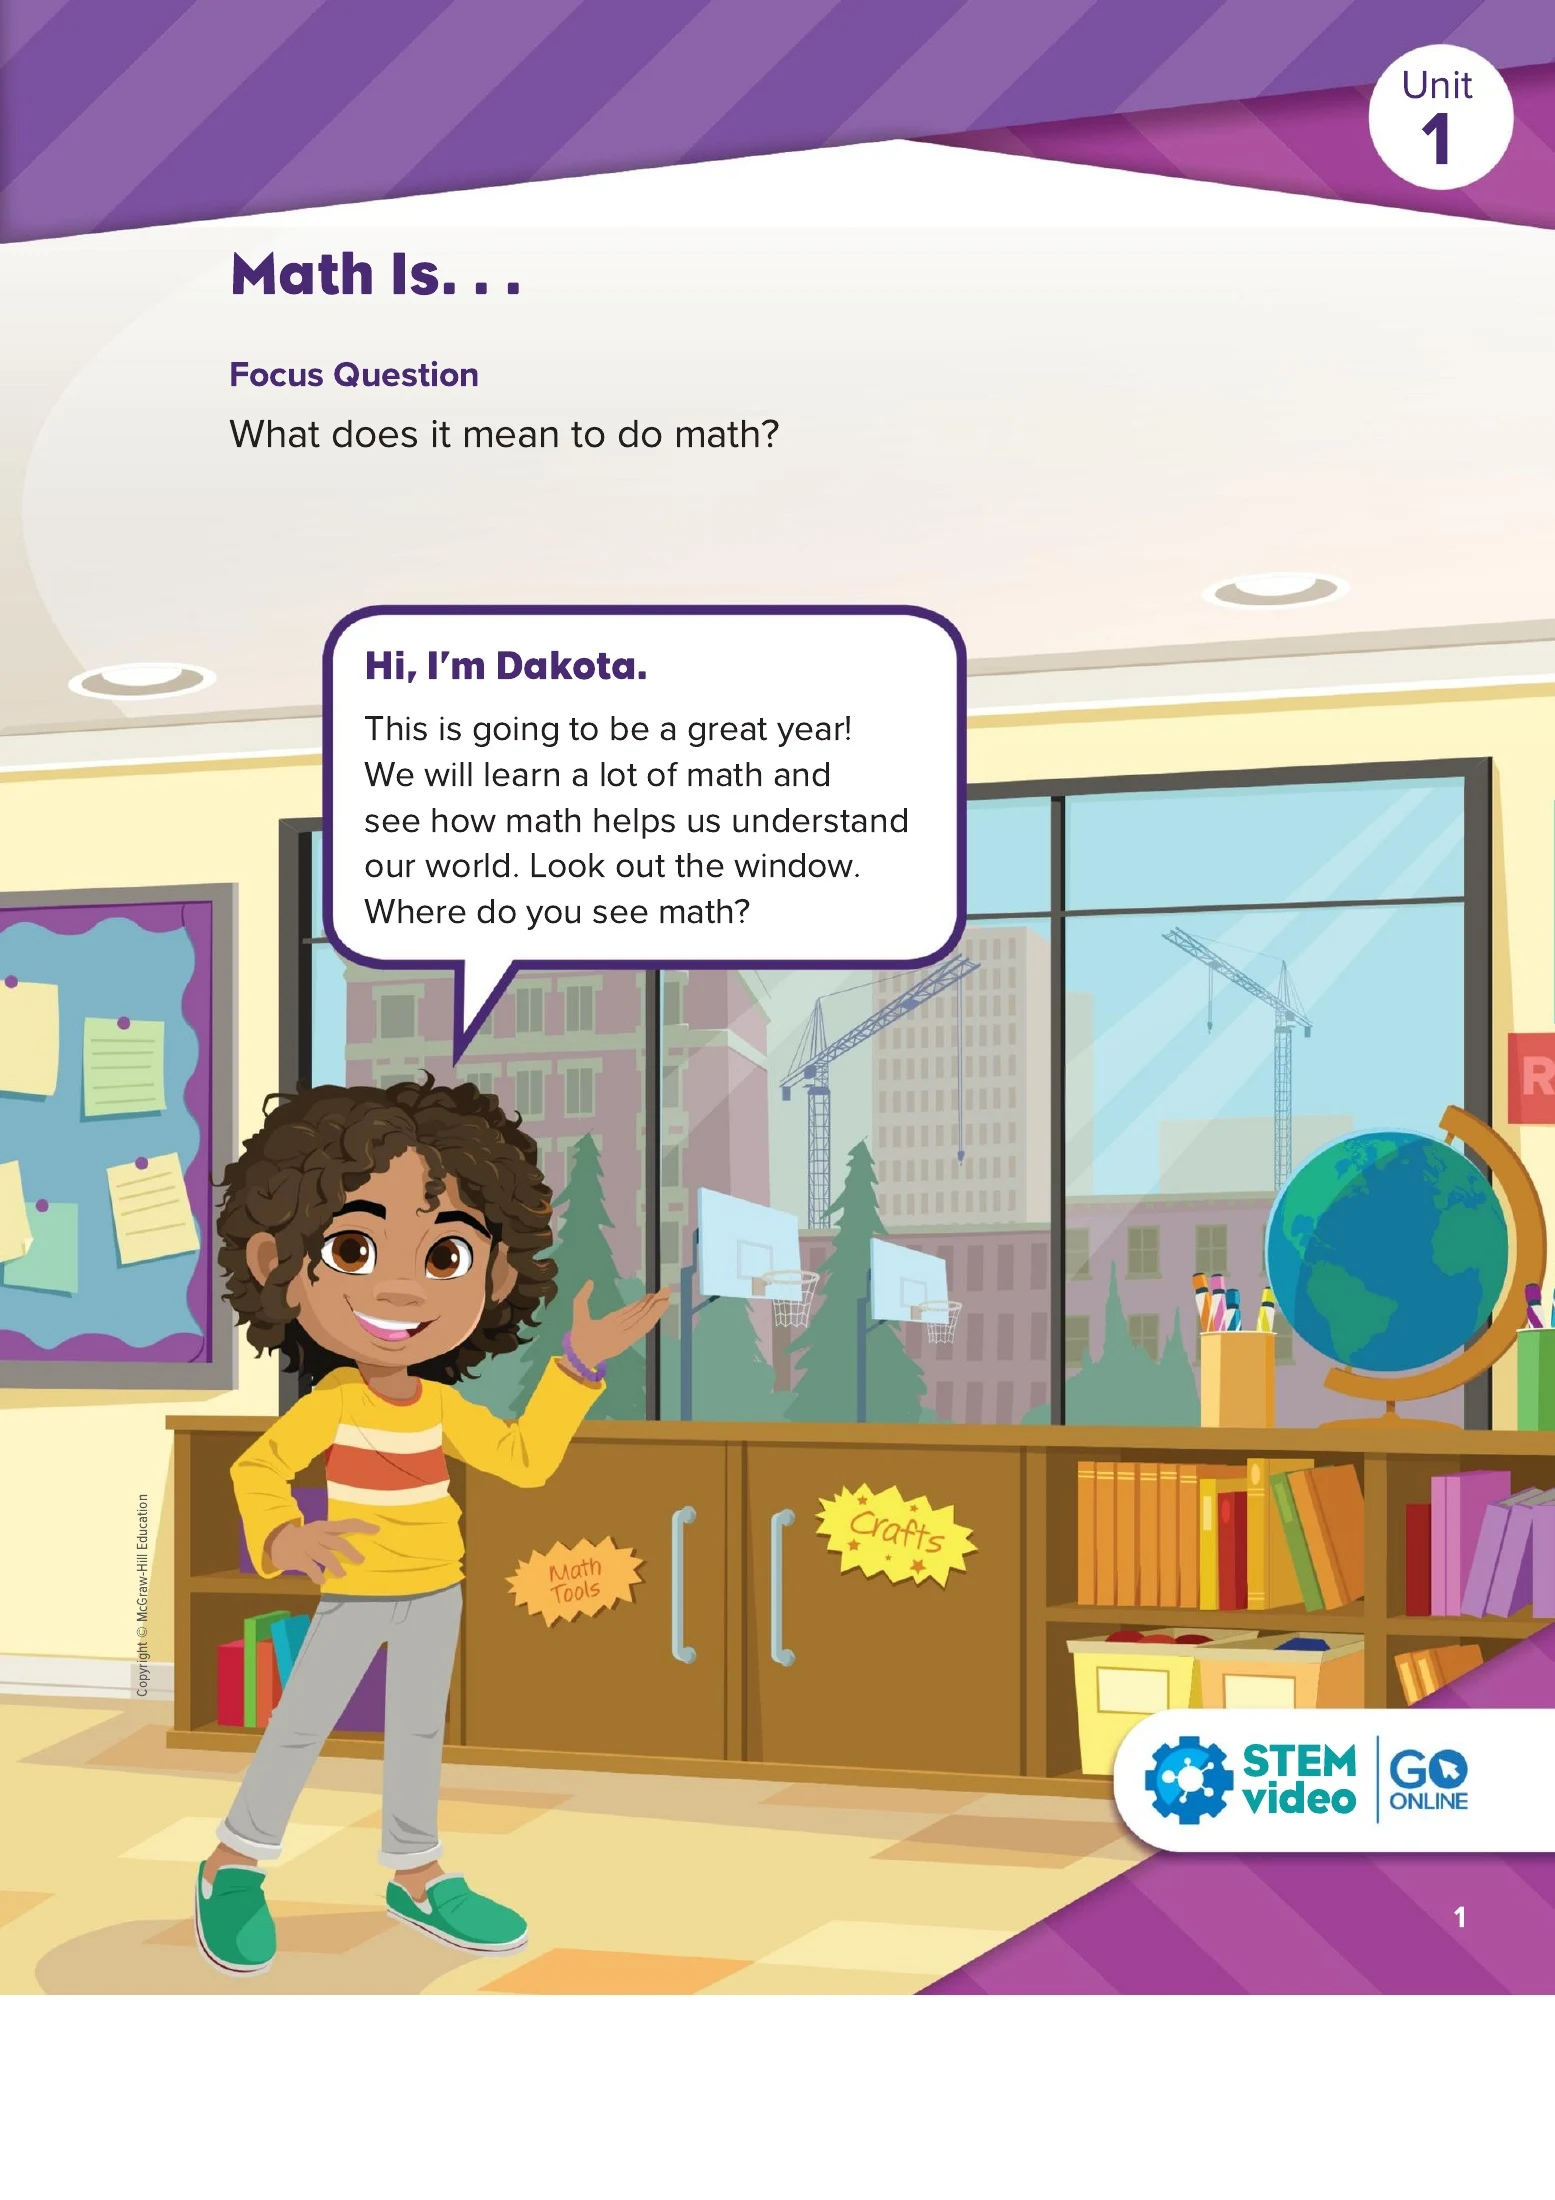 Unit
1
Math Is. . .
Focus Question
What does it mean to do math?
Hi, I'm Dakota.
This is going to be a great year!
We will learn a lot of math and
see how math helps us understand
our world. Look out the window.
Where do you see math?
R
Crafts
Math
Tools
Copyright © McGraw-Hill Education
STEM
video
GO
ONLINE
1